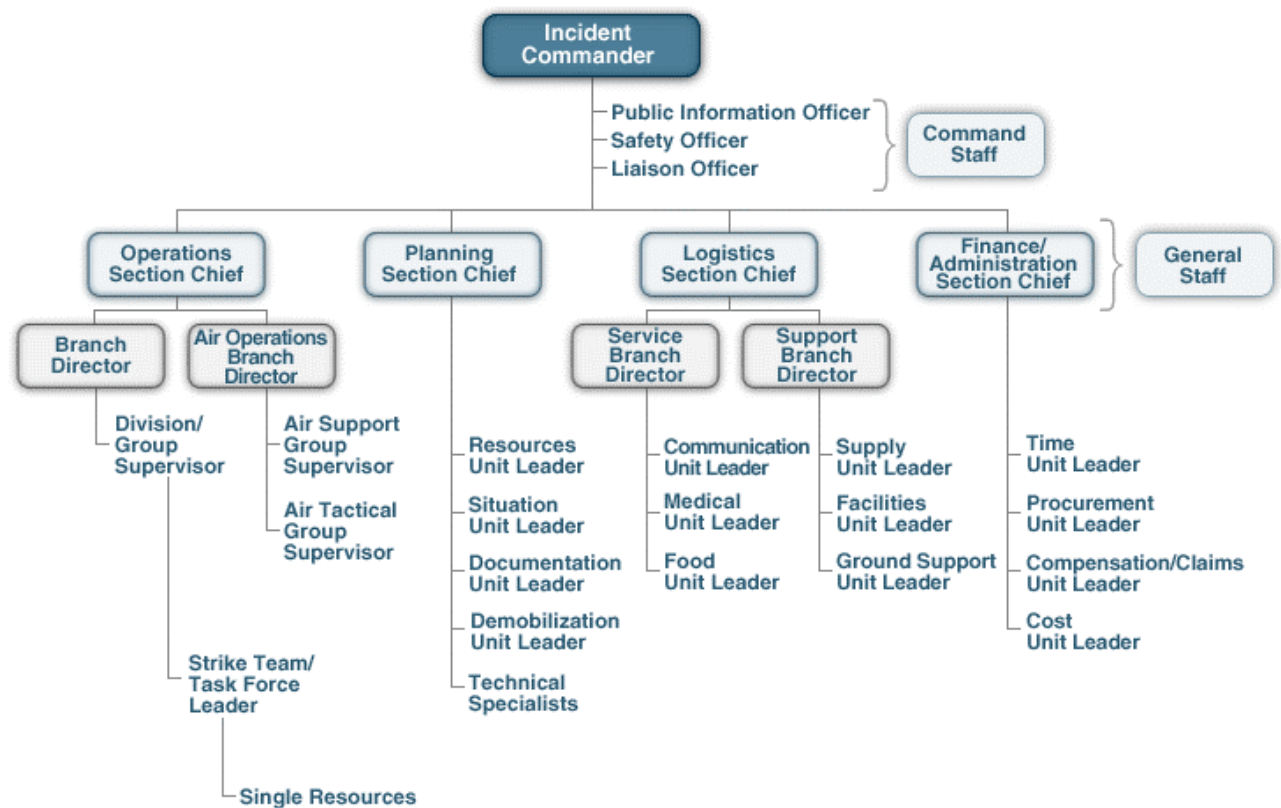 Incident
Commander
Public Information Officer
Safety Officer
Liaison Officer
Command
Staff
Operations
Section Chief
Planning
Section Chief
Logistics
Section Chief
Finance/
Administration
Section Chief
General
Staff
Branch
Director
Air Operations
Branch
Director
Service
Branch
Director
Support
Branch
Director
Division/
Group
Supervisor
Air Support
Group
Supervisor
Air Tactical
Group
Supervisor
Strike Team/
Task Force
Leader
Single Resources
Resources
Unit Leader
Situation
Unit Leader
Documentation
Unit Leader
Demobilization
Unit Leader
Technical
Specialists
Communication
Unit Leader
Medical
Unit Leader
Food
Unit Leader
Supply
Unit Leader
Facilities
Unit Leader
Ground Support
Unit Leader
Time
Unit Leader
Procurement
Unit Leader
Compensation/Claims
Unit Leader
Cost
Unit Leader